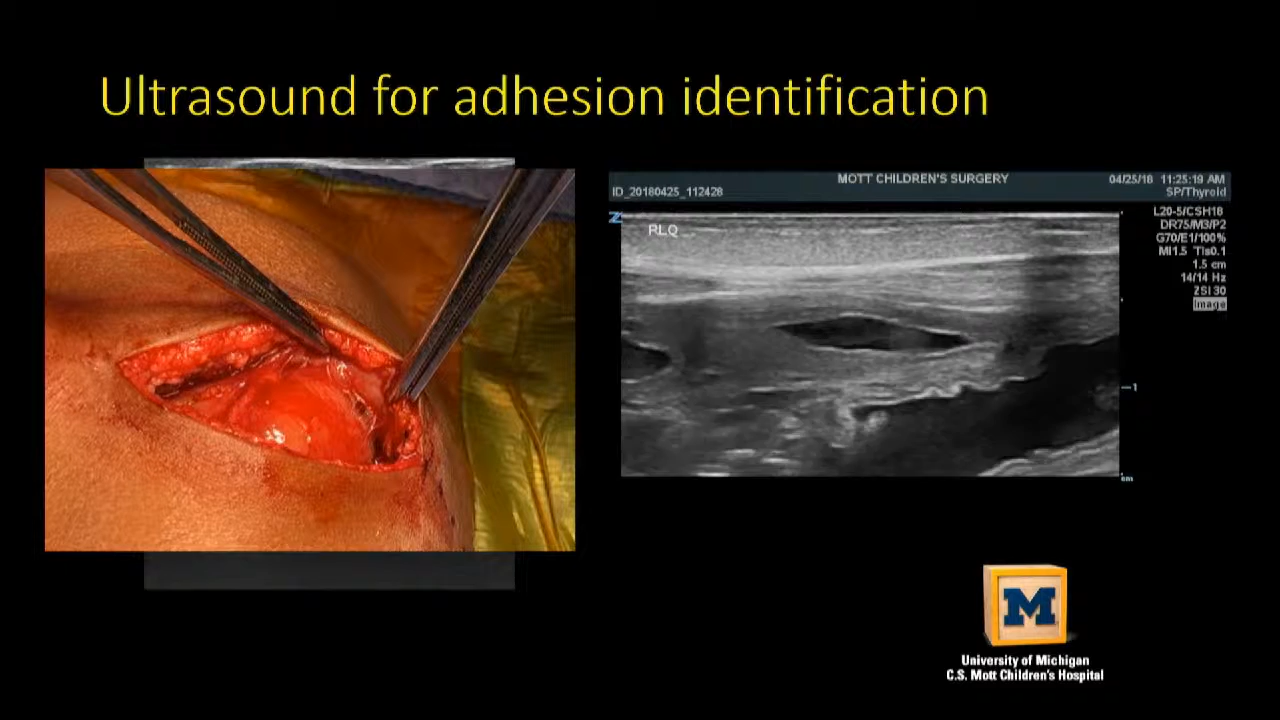 Ultrasound for adhesion identification
MOTT CHILDREN'S SURGERY
04/25/18 11:25:19 AM
ID_20180425_112428
SP/Thyroid
Z
RLQ
L20-5/CSH18
DR75/M3/P2
G70/E1/100%
MI1.5 TIs0.1
1.5 cm
14/14 Hz
ZSI 30
Image
1
cm
M
University of Michigan
C.S. Mott Children's Hospital